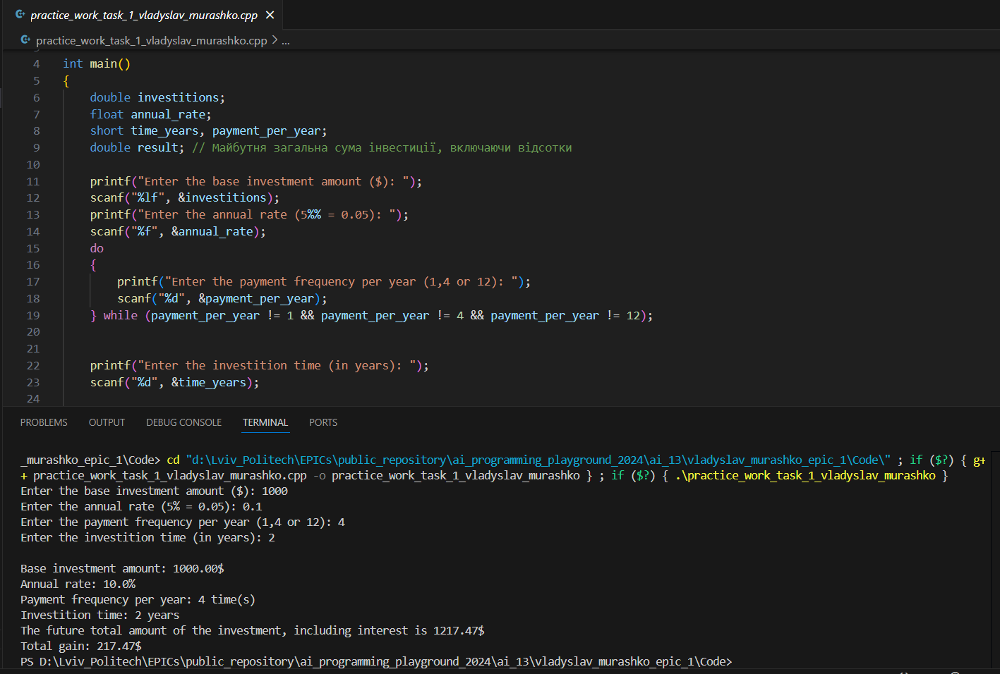 practice_work_task_1_vladyslav_murashko.cpp
practice_work_task_1_vladyslav_murashko.cpp > ...
4 int main()
5 {
6 double investitions;
7 float annual_rate;
8 short time_years, payment_per_year;
9 double result; // Майбутня загальна сума інвестиції, включаючи відсотки
10
11 printf("Enter the base investment amount ($): ");
12 scanf("%lf", &investitions);
13 printf("Enter the annual rate (5%% = 0.05): ");
14 scanf("%f", &annual_rate);
15 do
16 {
17 printf("Enter the payment frequency per year (1,4 or 12): ");
18 scanf("%d", &payment_per_year);
19 } while (payment_per_year != 1 && payment_per_year != 4 && payment_per_year != 12);
20
21
22 printf("Enter the investition time (in years): ");
23 scanf("%d", &time_years);
24
PROBLEMS OUTPUT DEBUG CONSOLE TERMINAL PORTS
_murashko_epic_1\Code> cd "d:\Lviv_Politech\EPICs\public_repository\ai_programming_playground_2024\ai_13\vladyslav_murashko_epic_1\Code\" ; if ($?) { g+
+ practice_work_task_1_vladyslav_murashko.cpp -o practice_work_task_1_vladyslav_murashko } ; if ($?) { .\practice_work_task_1_vladyslav_murashko }
Enter the base investment amount ($): 1000
Enter the annual rate (5% = 0.05): 0.1
Enter the payment frequency per year (1,4 or 12): 4
Enter the investition time (in years): 2
Base investment amount: 1000.00$
Annual rate: 10.0%
Payment frequency per year: 4 time(s)
Investition time: 2 years
The future total amount of the investment, including interest is 1217.47$
Total gain: 217.47$
PS D:\Lviv_Politech\EPICs\public_repository\ai_programming_playground_2024\ai_13\vladyslav_murashko_epic_1\Code>